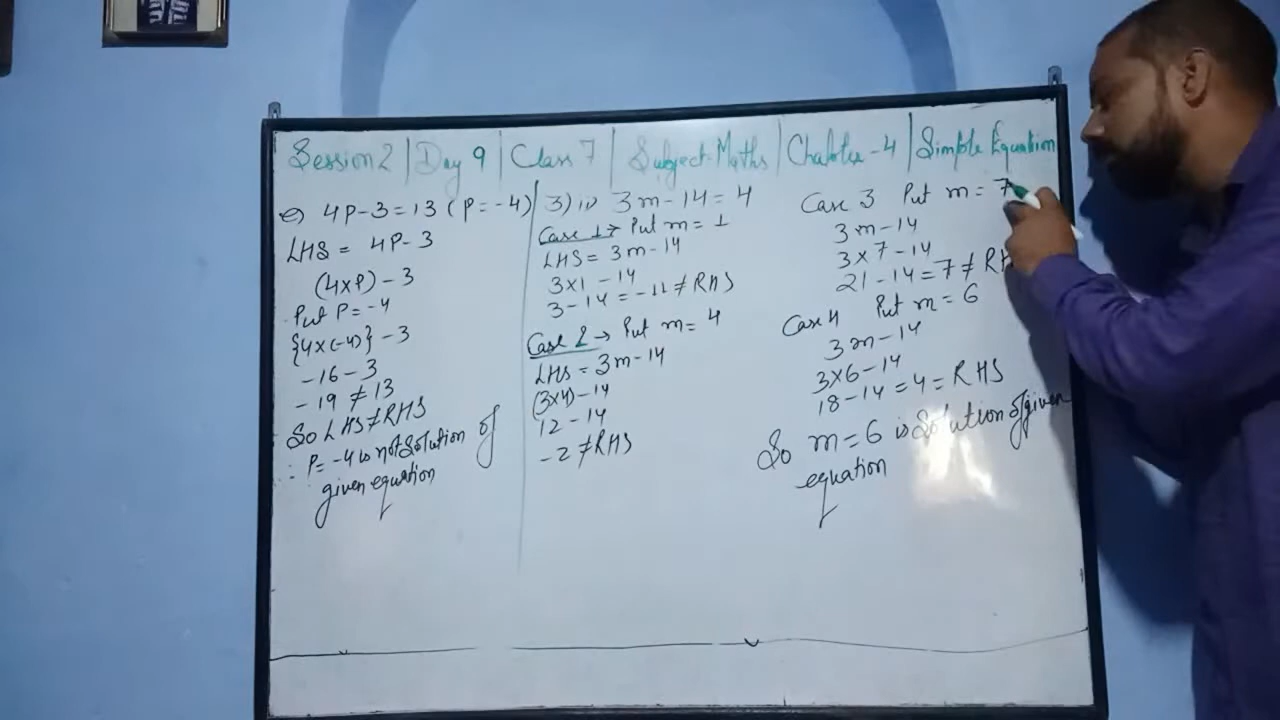 Session 2 | Day 9 | Class 7 | Subject-Maths | Chapter-4 | Simple Equation
e) 4P-3=13 (P=-4)
LHS = 4P-3
(4×P)-3
Put P=-4
{4×(-4)}-3
-16-3
-19 ≠ 13
So LHS≠RHS
∴ P=-4 is not Solution of
given equation
3) ii) 3m-14=4
Case 1→ Put m=1
LHS=3m-14
3×1-14
3-14=-11≠RHS
Case 2→ Put m=4
LHS=3m-14
(3×4)-14
12-14
-2≠RHS
Case 3 Put m=7
3m-14
3×7-14
21-14=7≠RH
Case 4 Put m=6
3m-14
3×6-14
18-14=4=RHS
So m=6 is Solution of given
equation